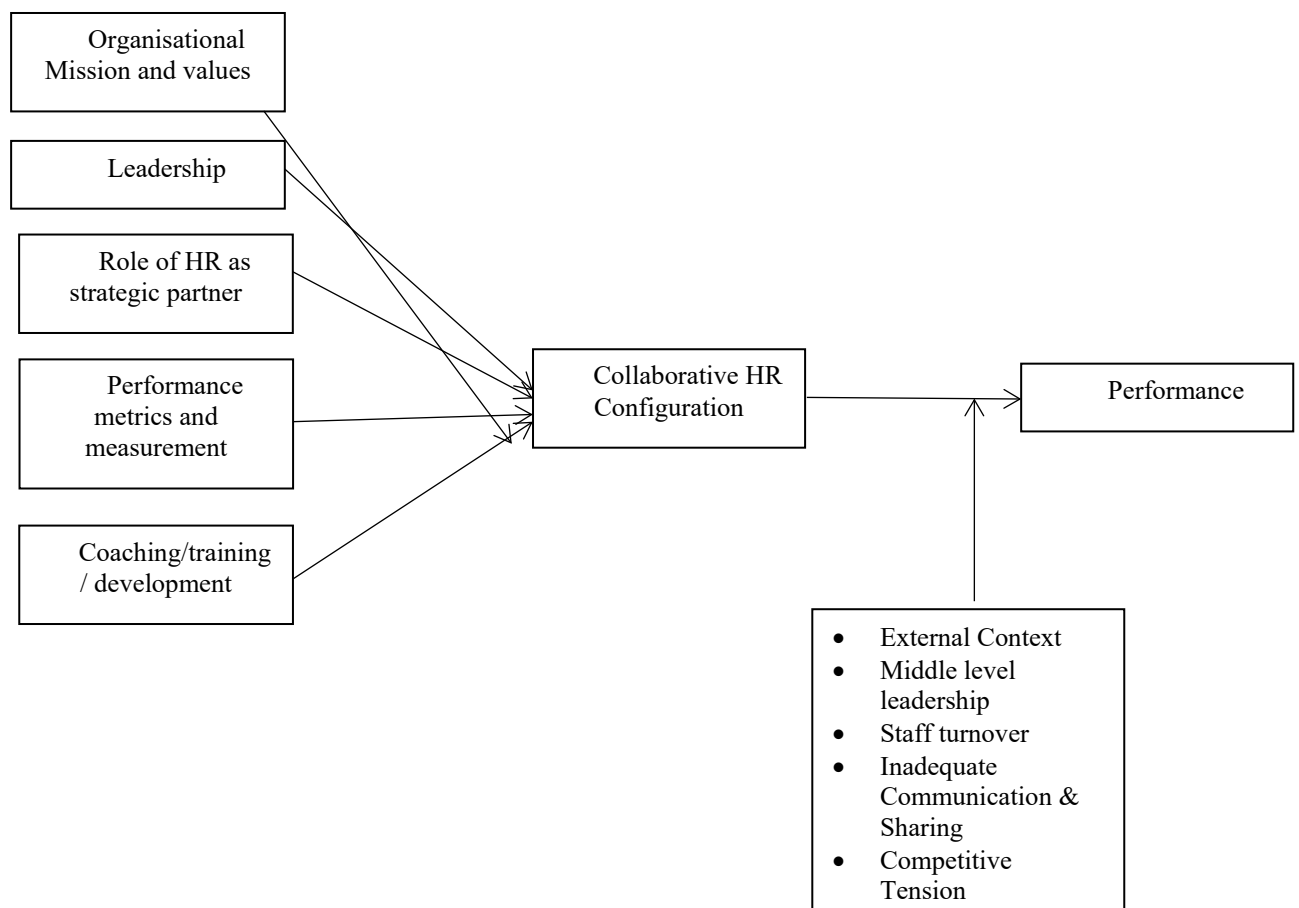 Organisational
Mission and values
Leadership
Role of HR as
strategic partner
Performance
metrics and
measurement
Coaching/training
/ development
Collaborative HR
Configuration
Performance
• External Context
• Middle level
leadership
• Staff turnover
• Inadequate
Communication &
Sharing
• Competitive
Tension